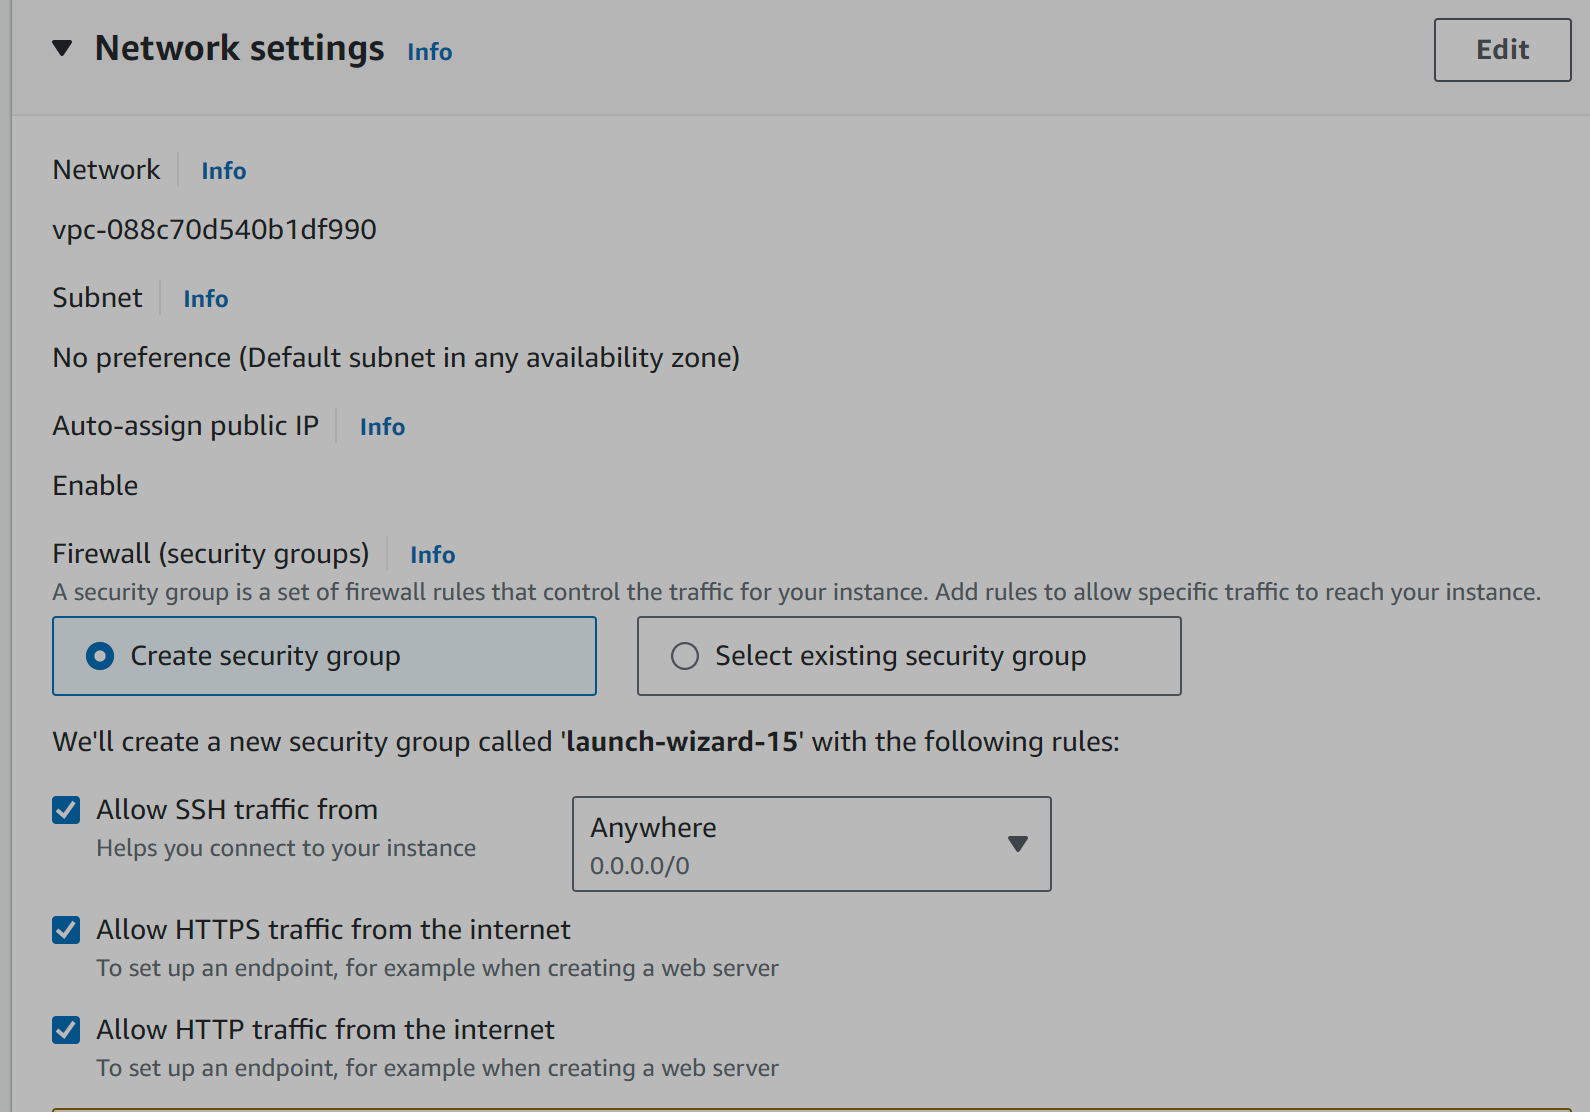 Network settings Info
Edit
Network Info
vpc-088c70d540b1df990
Subnet Info
No preference (Default subnet in any availability zone)
Auto-assign public IP Info
Enable
Firewall (security groups) Info
A security group is a set of firewall rules that control the traffic for your instance. Add rules to allow specific traffic to reach your instance.
Create security group
Select existing security group
We'll create a new security group called 'launch-wizard-15' with the following rules:
Allow SSH traffic from
Helps you connect to your instance
Anywhere
0.0.0.0/0
Allow HTTPS traffic from the internet
To set up an endpoint, for example when creating a web server
Allow HTTP traffic from the internet
To set up an endpoint, for example when creating a web server